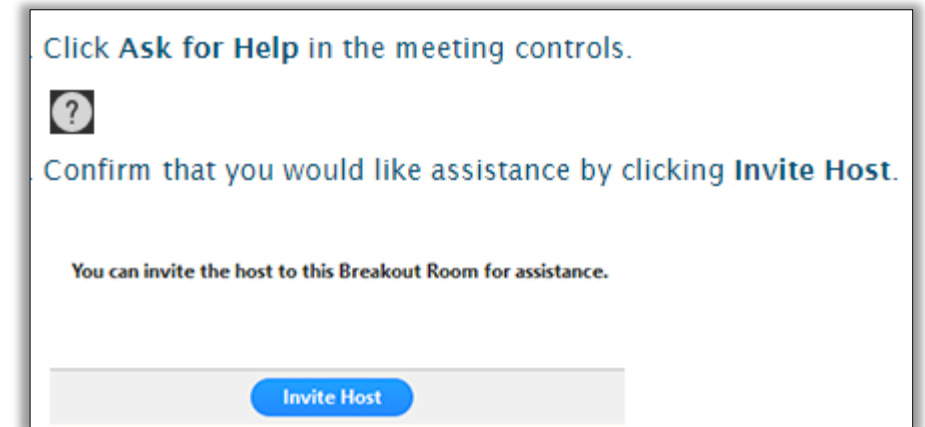 . Click Ask for Help in the meeting controls.
?
. Confirm that you would like assistance by clicking Invite Host.
You can invite the host to this Breakout Room for assistance.
Invite Host